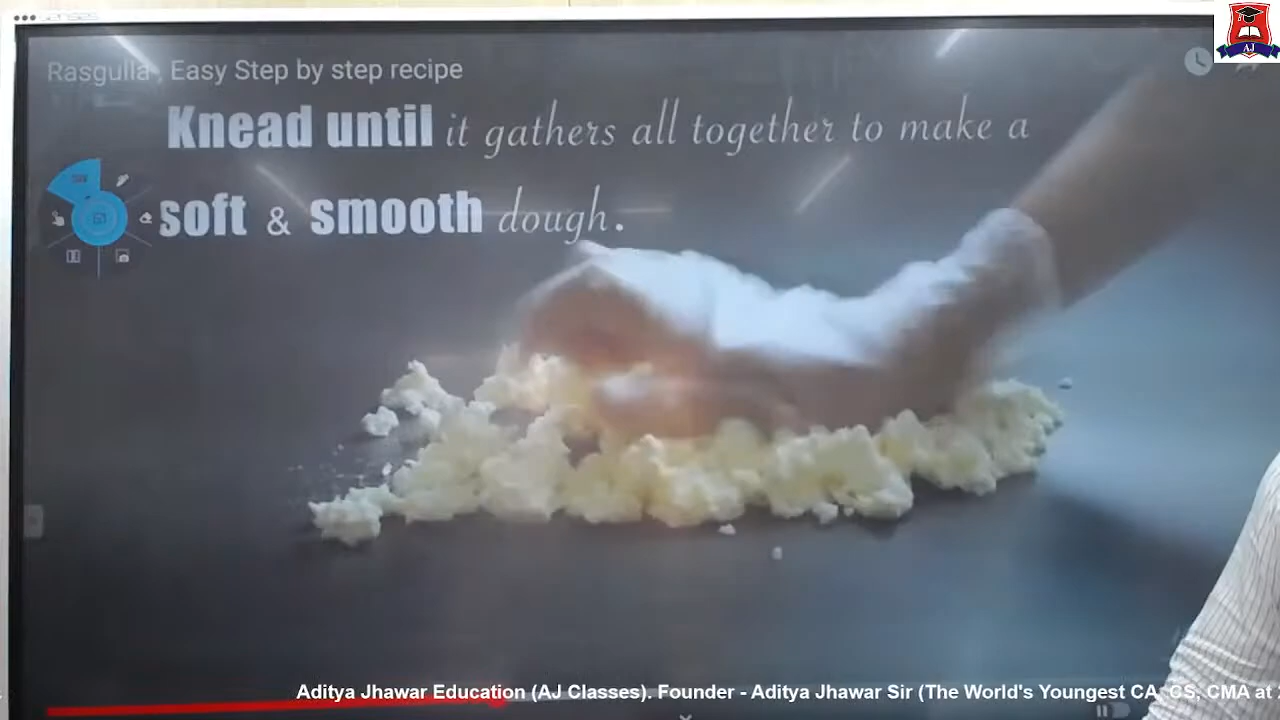 Rasgulla , Easy Step by step recipe
Knead until it gathers all together to make a
soft & smooth dough.
AJ
Aditya Jhawar Education (AJ Classes). Founder - Aditya Jhawar Sir (The World's Youngest CA, CS, CMA at